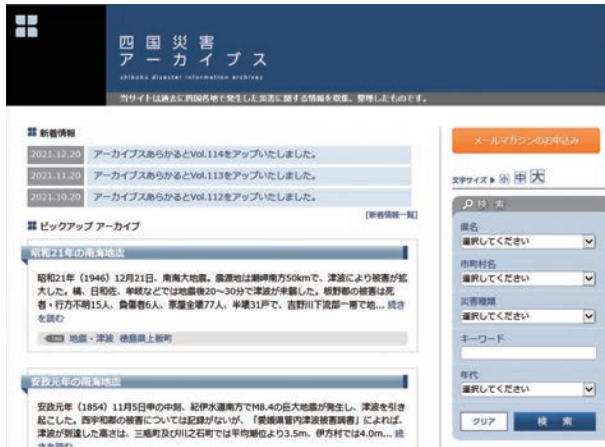 四国災害
アーカイブス
shikoku disaster information archives
当サイトは過去に四国各地で発生した災害に関する情報を収集、整理したものです。
新着情報
2021.12.20 アーカイブスあらかるとVol.114をアップいたしました。
2021.11.20 アーカイブスあらかるとVol.113をアップいたしました。
2021.10.20 アーカイブスあらかるとVol.112をアップいたしました。
[新着情報一覧]
ピックアップ アーカイブ
昭和21年の南海地震
昭和21年（1946）12月21日、南海大地震。震源地は潮岬南方50kmで、津波により被害が拡
大した。橘、日和佐、牟岐などでは地震後20～30分で津波が来襲した。板野郡の被害は死
者・行方不明15人、負傷者6人、家屋全壊77人、半壊31戸で、吉野川下流部一帯で地... 続き
を読む
地震・津波 徳島県上板町
安政元年の南海地震
安政元年（1854）11月5日申の中刻、紀伊水道南方でM8.4の巨大地震が発生し、津波を引き
起こした。西宇和郡の被害については記録がないが、「愛媛県管内津波被害調書」によれば、
津波が到達した高さは、三瓶町及び川之石町では平均潮位より3.5m、伊方村では4.0m... 続
きを読む
メールマガジンのお申込み
文字サイズ 小 中 大
検 索
県名
選択してください
市町村名
選択してください
災害種類
選択してください
キーワード
年代
選択してください
クリア 検 索